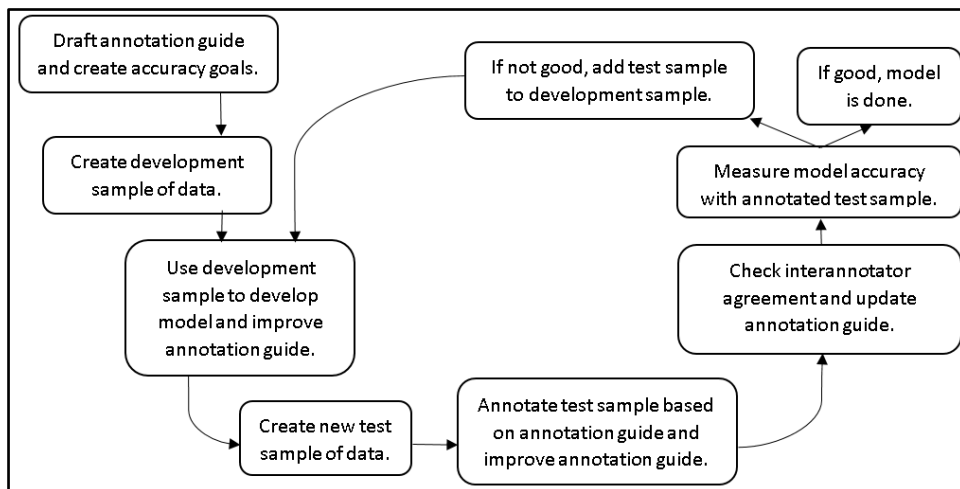 Draft annotation guide
and create accuracy goals.
Create development
sample of data.
Use development
sample to develop
model and improve
annotation guide.
Create new test
sample of data.
Annotate test sample based
on annotation guide and
improve annotation guide.
Check interannotator
agreement and update
annotation guide.
Measure model accuracy
with annotated test sample.
If not good, add test sample
to development sample.
If good, model
is done.